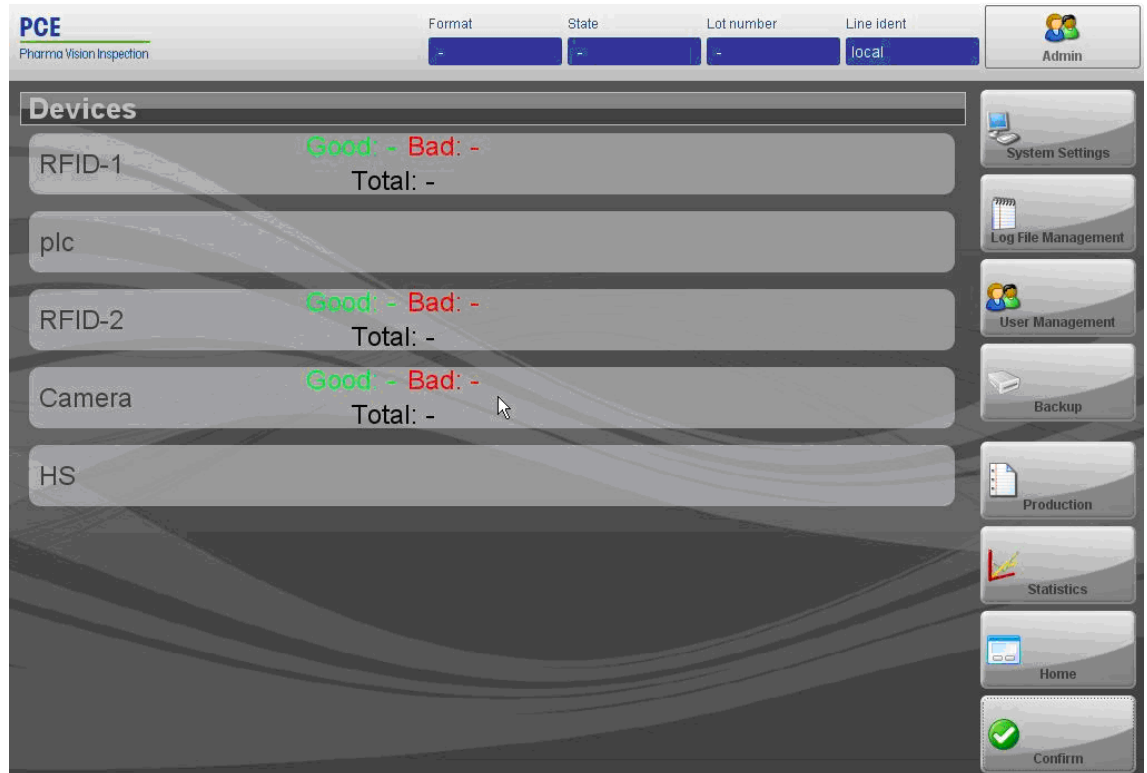 PCE
Pharma Vision Inspection
Format State Lot number Line ident
- - - local
Admin
Devices
RFID-1
Good: - Bad: -
Total: -
plc
RFID-2
Good: - Bad: -
Total: -
Camera
Good: - Bad: -
Total: -
HS
System Settings
Log File Management
User Management
Backup
Production
Statistics
Home
Confirm